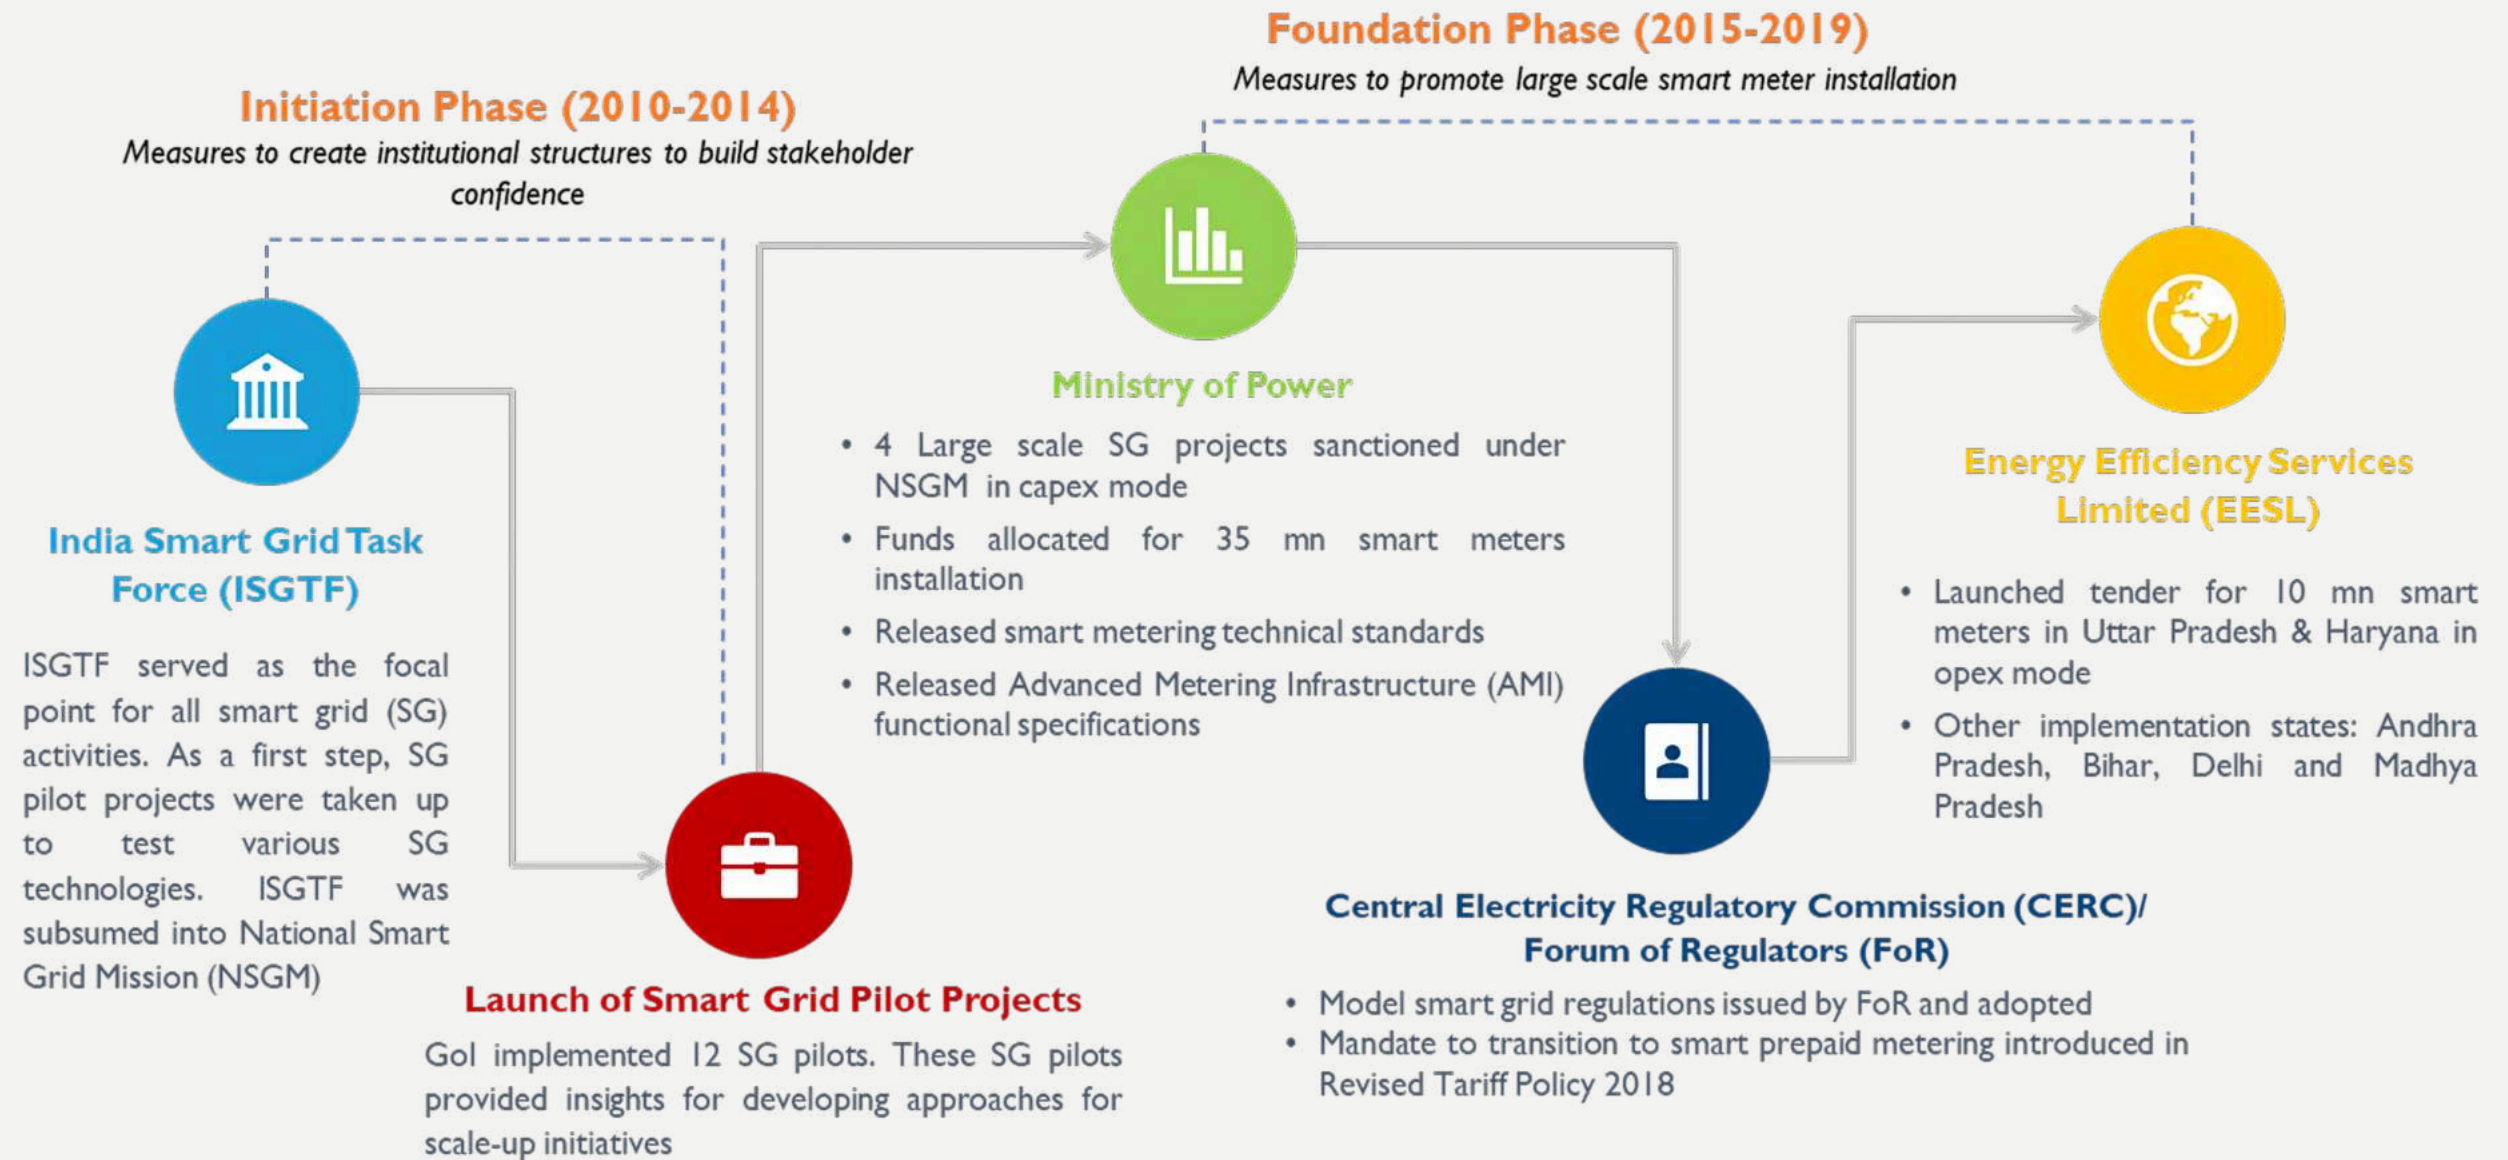 Initiation Phase (2010-2014)
Measures to create institutional structures to build stakeholder
confidence
India Smart Grid Task
Force (ISGTF)
ISGTF served as the focal
point for all smart grid (SG)
activities. As a first step, SG
pilot projects were taken up
to test various SG
technologies. ISGTF was
subsumed into National Smart
Grid Mission (NSGM)
Launch of Smart Grid Pilot Projects
GoI implemented 12 SG pilots. These SG pilots
provided insights for developing approaches for
scale-up initiatives
Foundation Phase (2015-2019)
Measures to promote large scale smart meter installation
Ministry of Power
• 4 Large scale SG projects sanctioned under
NSGM in capex mode
• Funds allocated for 35 mn smart meters
installation
• Released smart metering technical standards
• Released Advanced Metering Infrastructure (AMI)
functional specifications
Central Electricity Regulatory Commission (CERC)/
Forum of Regulators (FoR)
• Model smart grid regulations issued by FoR and adopted
• Mandate to transition to smart prepaid metering introduced in
Revised Tariff Policy 2018
Energy Efficiency Services
Limited (EESL)
• Launched tender for 10 mn smart
meters in Uttar Pradesh & Haryana in
opex mode
• Other implementation states: Andhra
Pradesh, Bihar, Delhi and Madhya
Pradesh